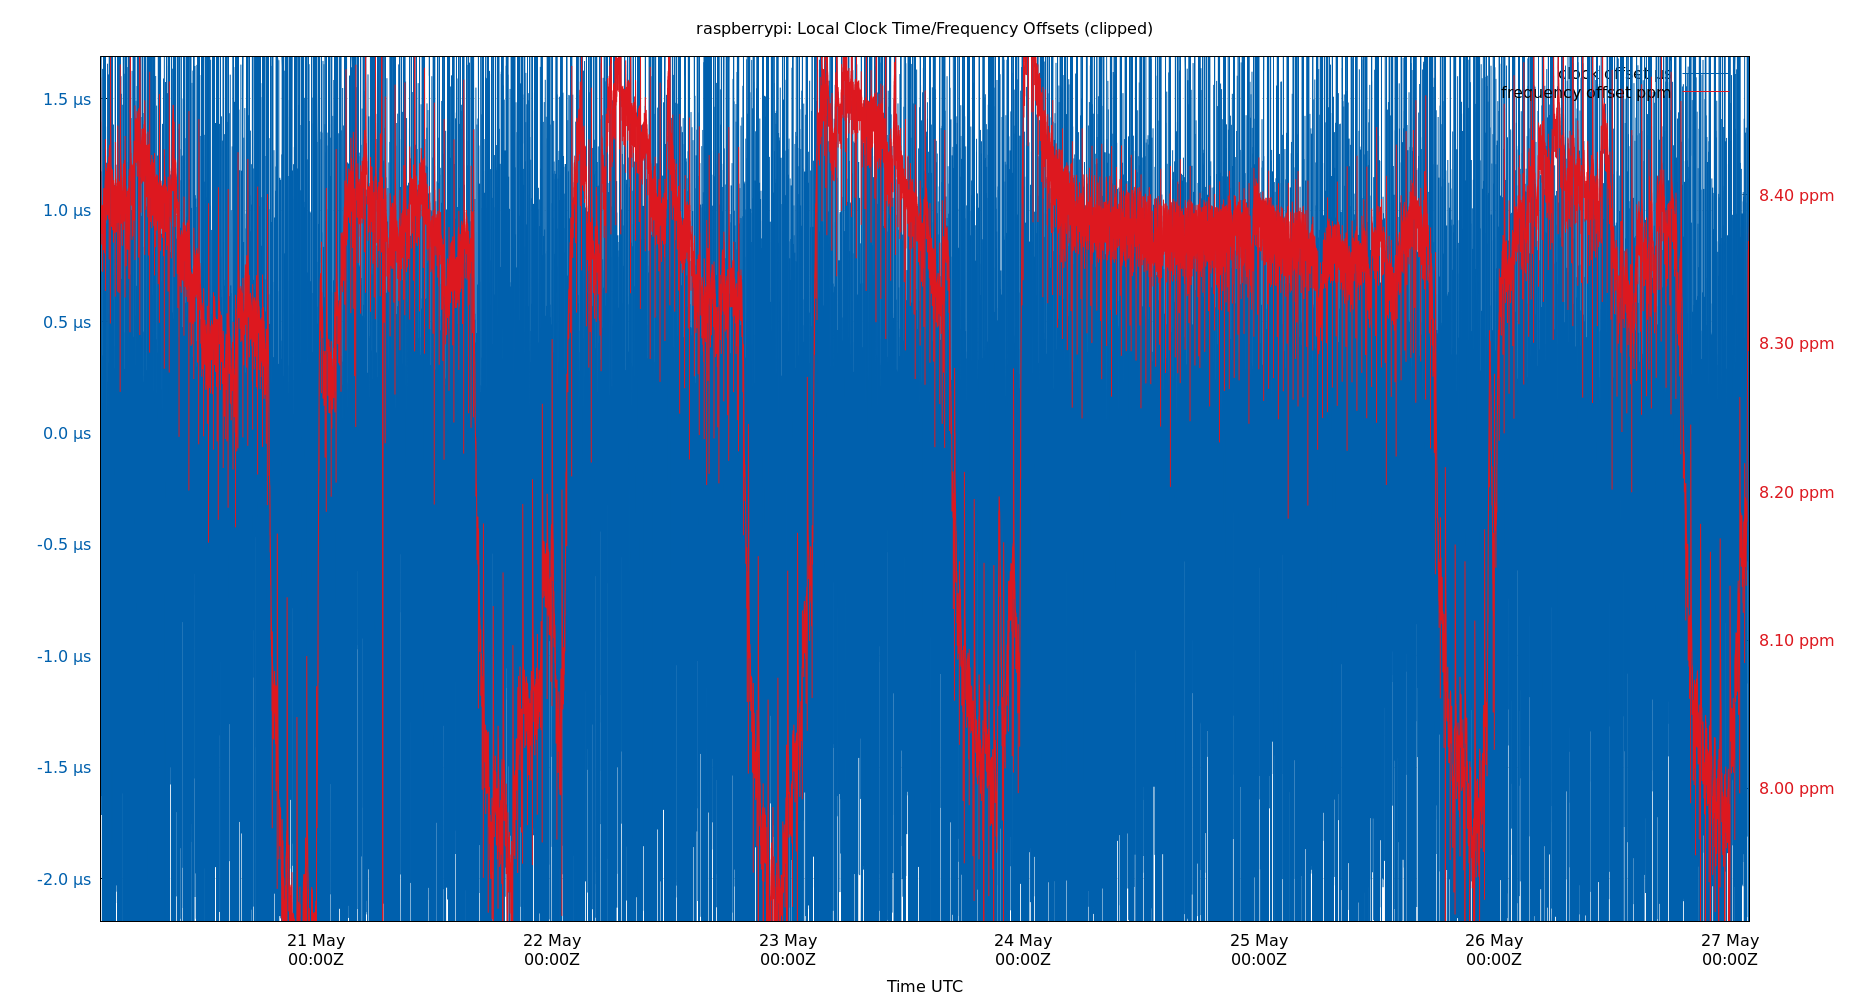 raspberrypi: Local Clock Time/Frequency Offsets (clipped)
clock offset µs
frequency offset ppm
1.5 µs
1.0 µs
0.5 µs
0.0 µs
-0.5 µs
-1.0 µs
-1.5 µs
-2.0 µs
8.40 ppm
8.30 ppm
8.20 ppm
8.10 ppm
8.00 ppm
21 May
00:00Z
22 May
00:00Z
23 May
00:00Z
24 May
00:00Z
25 May
00:00Z
26 May
00:00Z
27 May
00:00Z
Time UTC